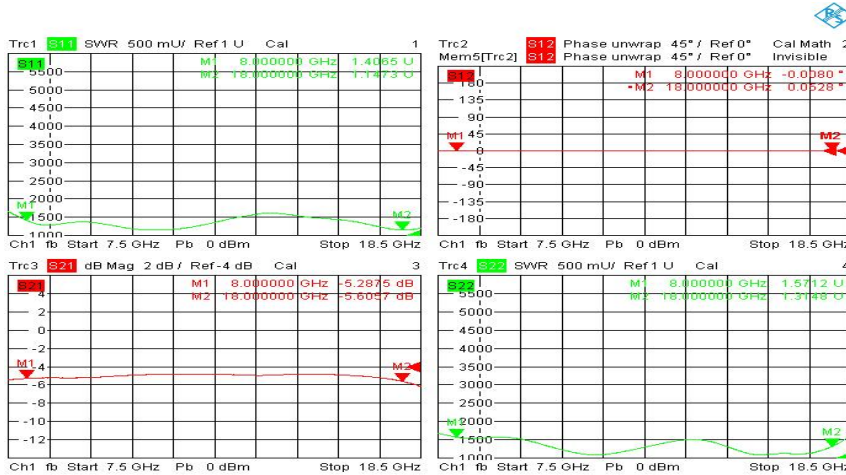 Trc1 S11 SWR 500 mU/ Ref 1 U Cal 1
S11
M1 8.000000 GHz 1.4065 U
M2 18.000000 GHz 1.1473 U
5500
5000
4500
4000
3500
3000
2500
2000
1500
1000
M1
M2
Ch1 fb Start 7.5 GHz Pb 0 dBm Stop 18.5 GHz
Trc2 S12 Phase unwrap 45°/ Ref 0° Cal Math 2
Mem5[Trc2] S12 Phase unwrap 45°/ Ref 0° Invisible
S12
M1 8.000000 GHz -0.0080 °
•M2 18.000000 GHz 0.0528 °
180
135
90
45
0
-45
-90
-135
-180
M1
M2
Ch1 fb Start 7.5 GHz Pb 0 dBm Stop 18.5 GHz
Trc3 S21 dB Mag 2 dB/ Ref -4 dB Cal 3
S21
M1 8.000000 GHz -5.2875 dB
M2 18.000000 GHz -5.6057 dB
4
2
0
-2
-4
-6
-8
-10
-12
M1
M2
Ch1 fb Start 7.5 GHz Pb 0 dBm Stop 18.5 GHz
Trc4 S22 SWR 500 mU/ Ref 1 U Cal 4
S22
M1 8.000000 GHz 1.5712 U
M2 18.000000 GHz 1.3148 U
5500
5000
4500
4000
3500
3000
2500
2000
1500
1000
M2
Ch1 fb Start 7.5 GHz Pb 0 dBm Stop 18.5 GHz